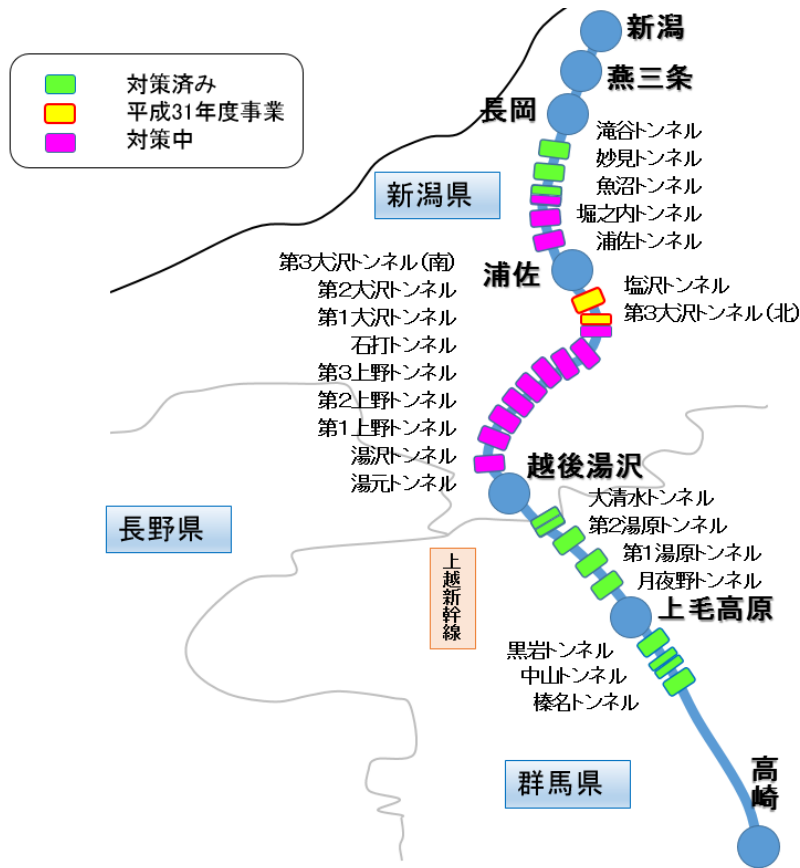 新潟
燕三条
長岡
対策済み
平成31年度事業
対策中
滝谷トンネル
妙見トンネル
魚沼トンネル
堀之内トンネル
浦佐トンネル
新潟県
浦佐
塩沢トンネル
第3大沢トンネル(北)
第3大沢トンネル(南)
第2大沢トンネル
第1大沢トンネル
石打トンネル
第3上野トンネル
第2上野トンネル
第1上野トンネル
湯沢トンネル
湯元トンネル
越後湯沢
大清水トンネル
第2湯原トンネル
第1湯原トンネル
月夜野トンネル
長野県
上越新幹線
上毛高原
黒岩トンネル
中山トンネル
榛名トンネル
群馬県
高崎